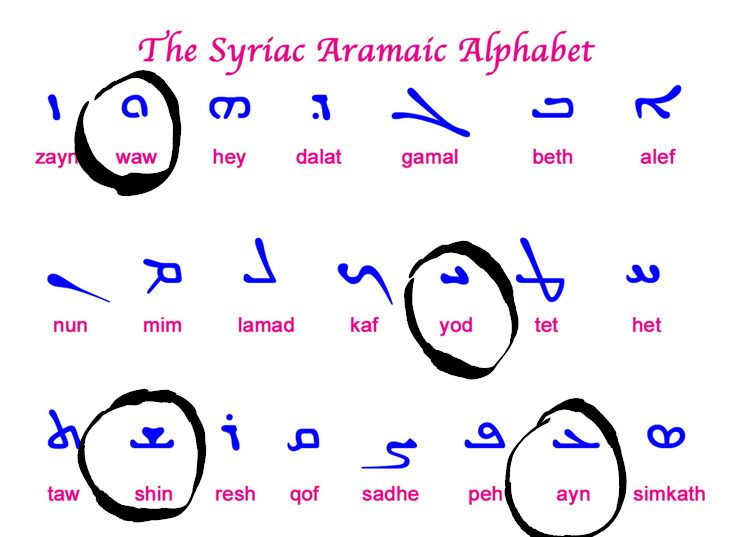 The Syriac Aramaic Alphabet
ܐ ܒ ܓ ܕ ܗ ܘ ܙ
zayn waw hey dalat gamal beth alef
ܚ ܛ ܝ ܟ ܠ ܡ ܢ
nun mim lamad kaf yod tet het
ܣ ܥ ܦ ܨ ܩ ܪ ܫ ܬ
taw shin resh qof sadhe peh ayn simkath